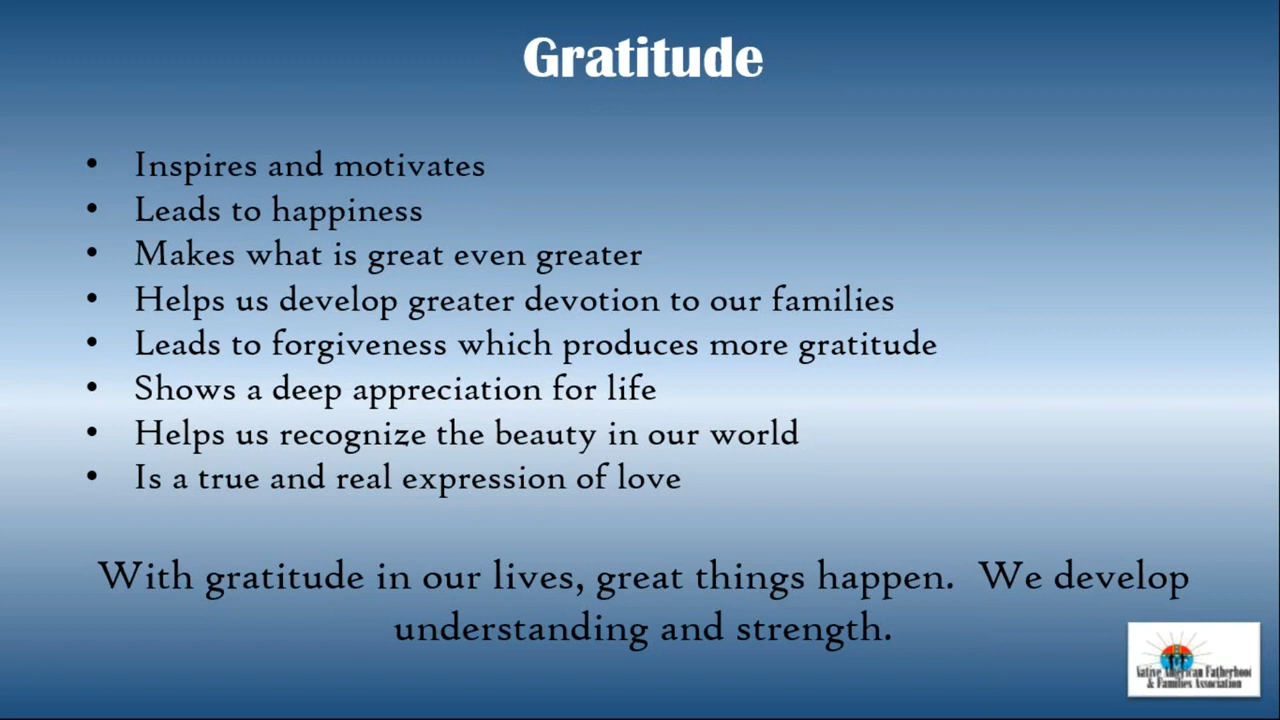 Gratitude
• Inspires and motivates
• Leads to happiness
• Makes what is great even greater
• Helps us develop greater devotion to our families
• Leads to forgiveness which produces more gratitude
• Shows a deep appreciation for life
• Helps us recognize the beauty in our world
• Is a true and real expression of love
With gratitude in our lives, great things happen. We develop
understanding and strength.
Native American Fatherhood
& Families Association